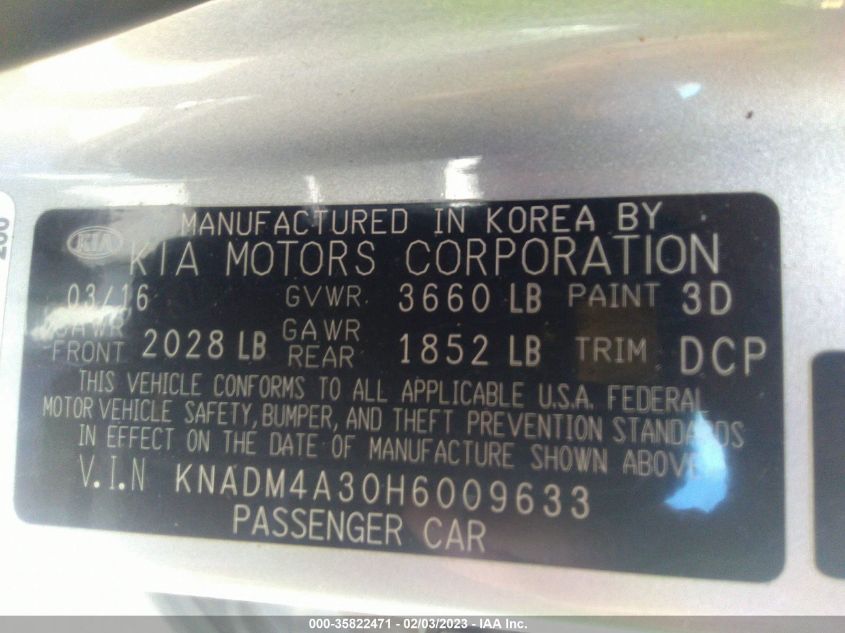 200
MANUFACTURED IN KOREA BY
KIA KIA MOTORS CORPORATION
03/16 GVWR 3660 LB PAINT 3D
GAWR FRONT 2028 LB GAWR REAR 1852 LB TRIM DCP
THIS VEHICLE CONFORMS TO ALL APPLICABLE U.S.A. FEDERAL
MOTOR VEHICLE SAFETY, BUMPER, AND THEFT PREVENTION STANDARDS
IN EFFECT ON THE DATE OF MANUFACTURE SHOWN ABOVE
V.I.N KNADM4A30H6009633
PASSENGER CAR
000-35822471 - 02/03/2023 - IAA Inc.